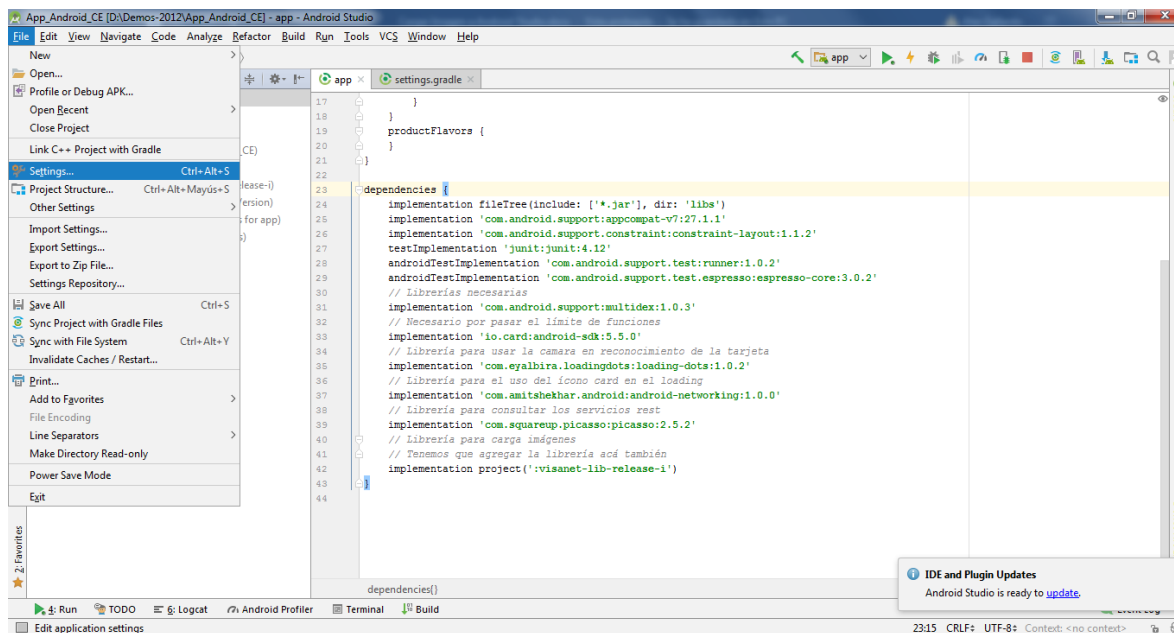 App_Android_CE [D:\Demos-2012\App_Android_CE] - app - Android Studio
File Edit View Navigate Code Analyze Refactor Build Run Tools VCS Window Help
New
Open...
Profile or Debug APK...
Open Recent
Close Project
Link C++ Project with Gradle
Settings... Ctrl+Alt+S
Project Structure... Ctrl+Alt+Mayús+S
Other Settings
Import Settings...
Export Settings...
Export to Zip File...
Settings Repository...
Save All Ctrl+S
Sync Project with Gradle Files
Sync with File System Ctrl+Alt+Y
Invalidate Caches / Restart...
Print...
Add to Favorites
File Encoding
Line Separators
Make Directory Read-only
Power Save Mode
Exit
_CE)
lease-i)
ersion)
for app)
s)
app
app settings.gradle
17 }
18 }
19 productFlavors {
20 }
21 }
22
23 dependencies {
24 implementation fileTree(include: ['*.jar'], dir: 'libs')
25 implementation 'com.android.support:appcompat-v7:27.1.1'
26 implementation 'com.android.support.constraint:constraint-layout:1.1.2'
27 testImplementation 'junit:junit:4.12'
28 androidTestImplementation 'com.android.support.test:runner:1.0.2'
29 androidTestImplementation 'com.android.support.test.espresso:espresso-core:3.0.2'
30 // Librerías necesarias
31 implementation 'com.android.support:multidex:1.0.3'
32 // Necesario por pasar el límite de funciones
33 implementation 'io.card:android-sdk:5.5.0'
34 // Librería para usar la camara en reconocimiento de la tarjeta
35 implementation 'com.eyalbira.loadingdots:loading-dots:1.0.2'
36 // Librería para el uso del ícono card en el loading
37 implementation 'com.amitshekhar.android:android-networking:1.0.0'
38 // Librería para consultar los servicios rest
39 implementation 'com.squareup.picasso:picasso:2.5.2'
40 // Librería para carga imágenes
41 // Tenemos que agregar la librería acá también
42 implementation project(':visanet-lib-release-i')
43 }
44
dependencies{}
2: Favorites
IDE and Plugin Updates
Android Studio is ready to update.
4: Run TODO 6: Logcat Android Profiler Terminal Build
Edit application settings
23:15 CRLF UTF-8 Context: <no context>